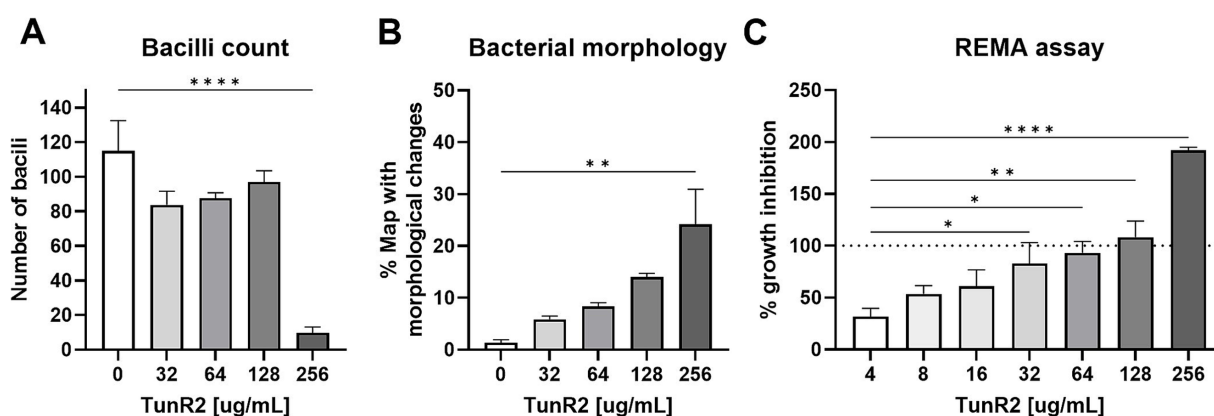 A
Bacilli count
****
Number of bacili
140
120
100
80
60
40
20
0
0 32 64 128 256
TunR2 [ug/mL]
B
Bacterial morphology
**
% Map with
morphological changes
50
40
30
20
10
0
0 32 64 128 256
TunR2 [ug/mL]
C
REMA assay
****
**
*
*
% growth inhibition
250
200
150
100
50
0
4 8 16 32 64 128 256
TunR2 [ug/mL]